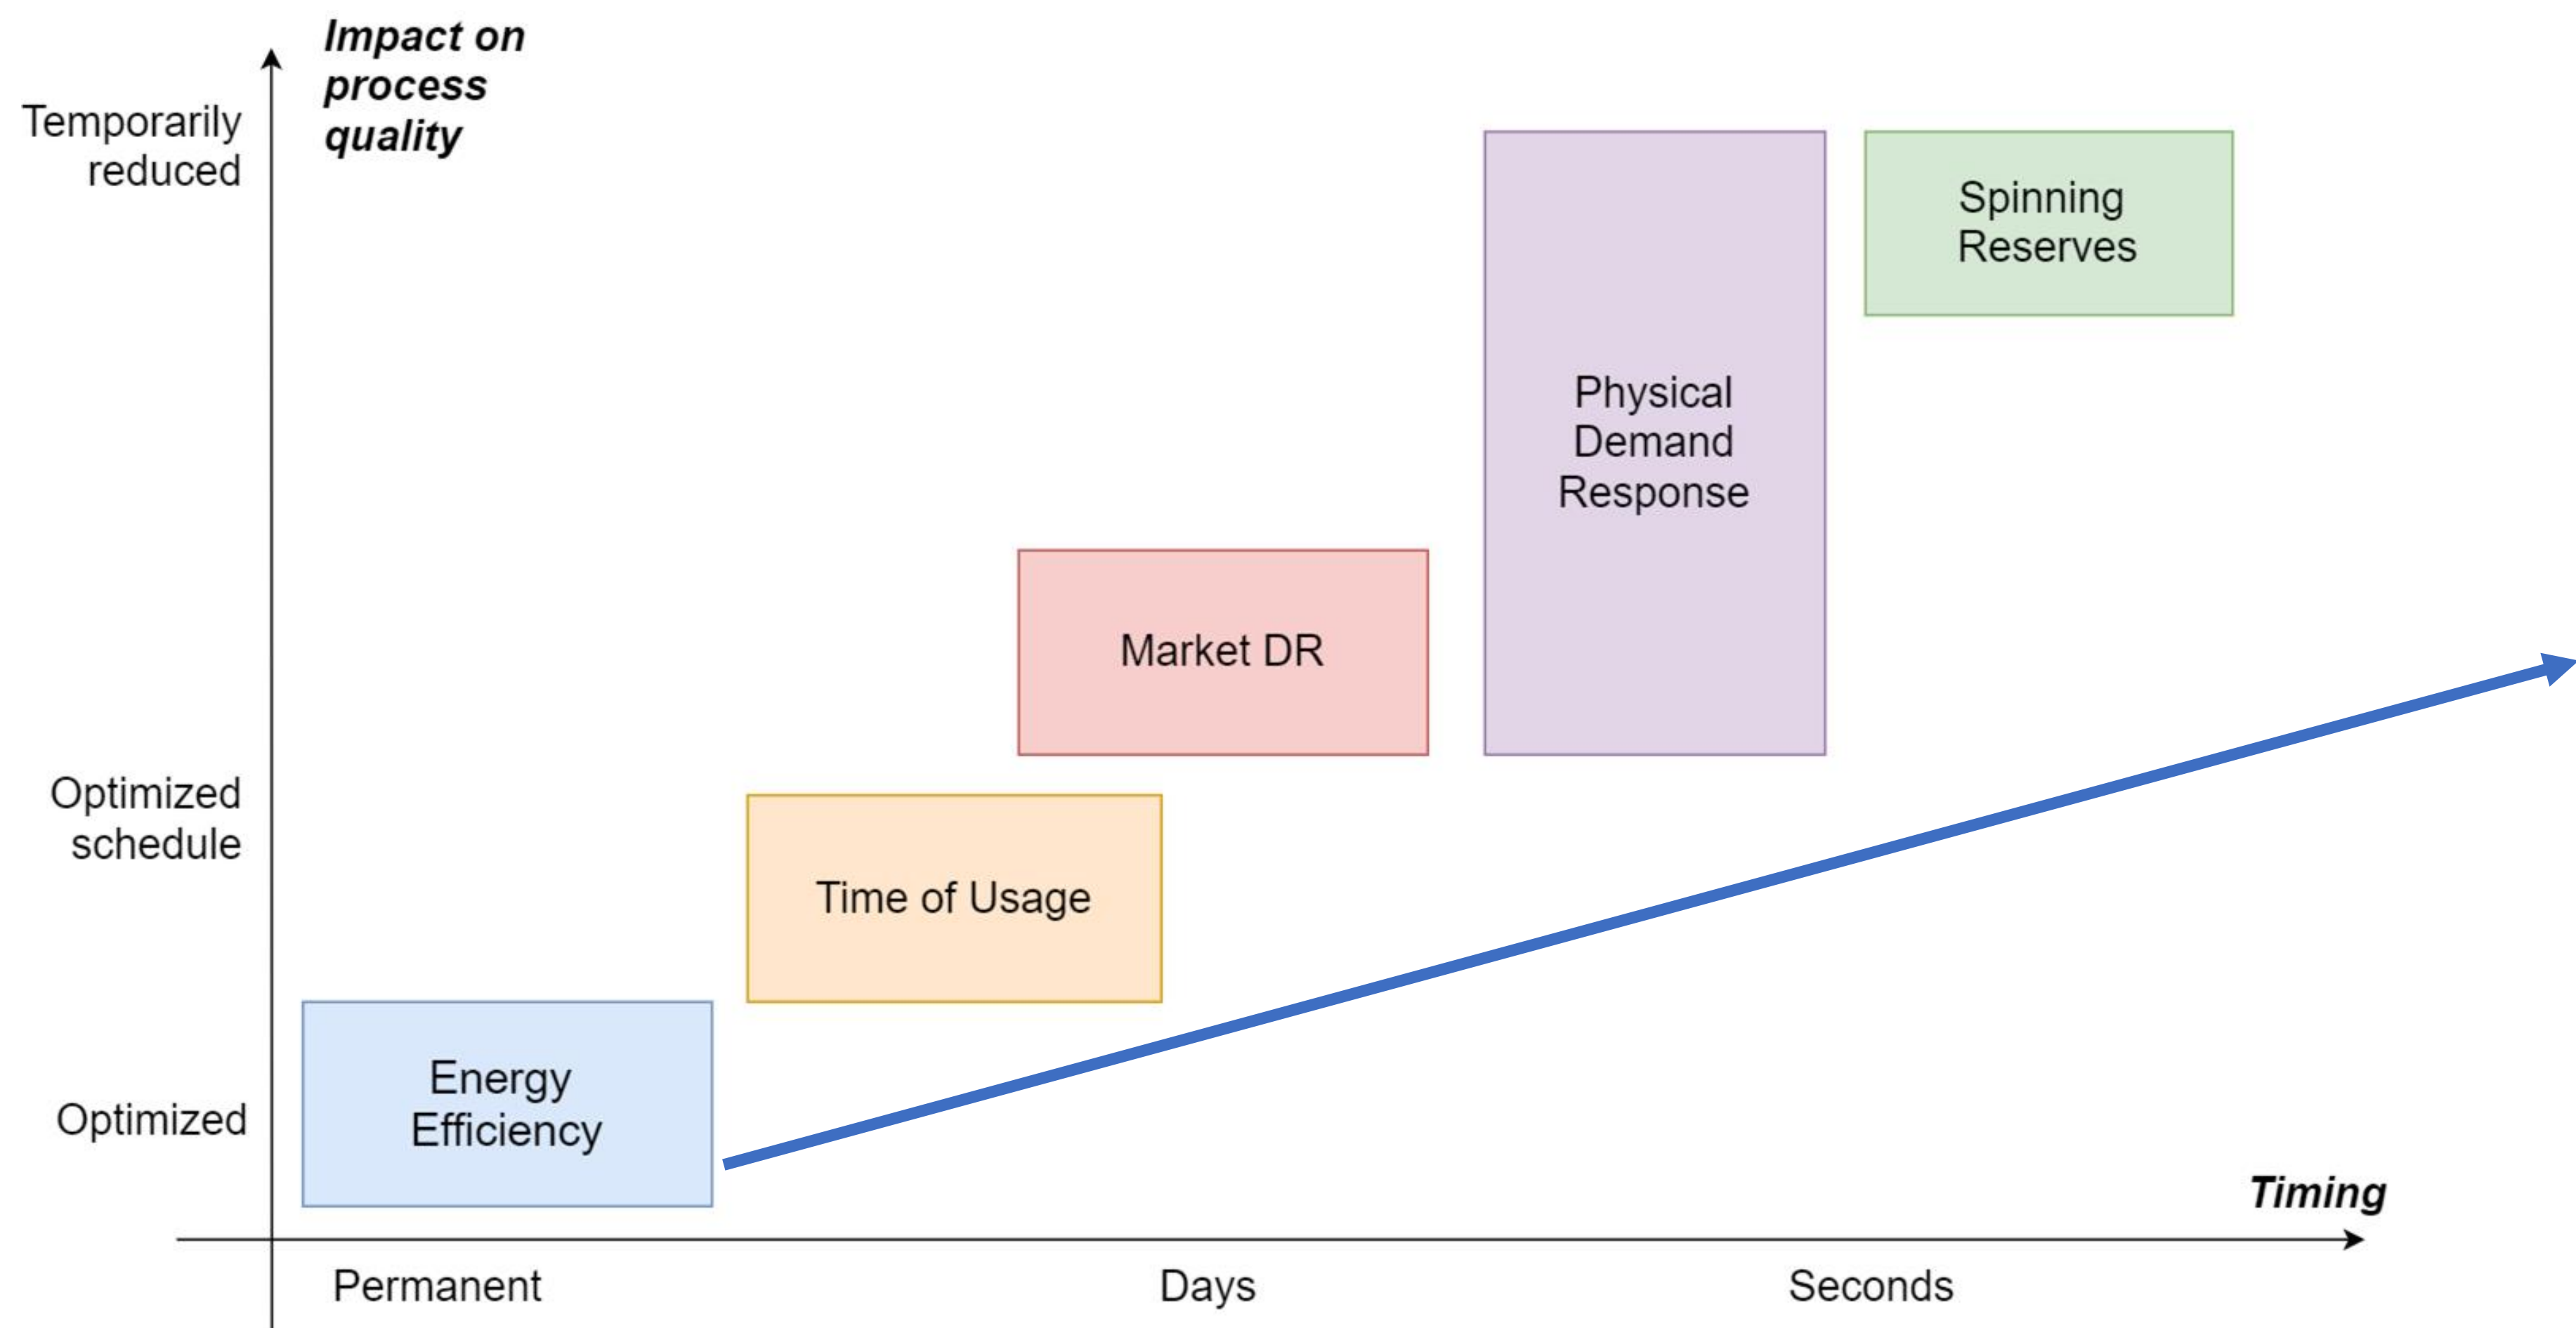 Impact on
process
quality
Temporarily
reduced
Spinning
Reserves
Physical
Demand
Response
Market DR
Optimized
schedule
Time of Usage
Energy
Efficiency
Optimized
Timing
Permanent
Days
Seconds